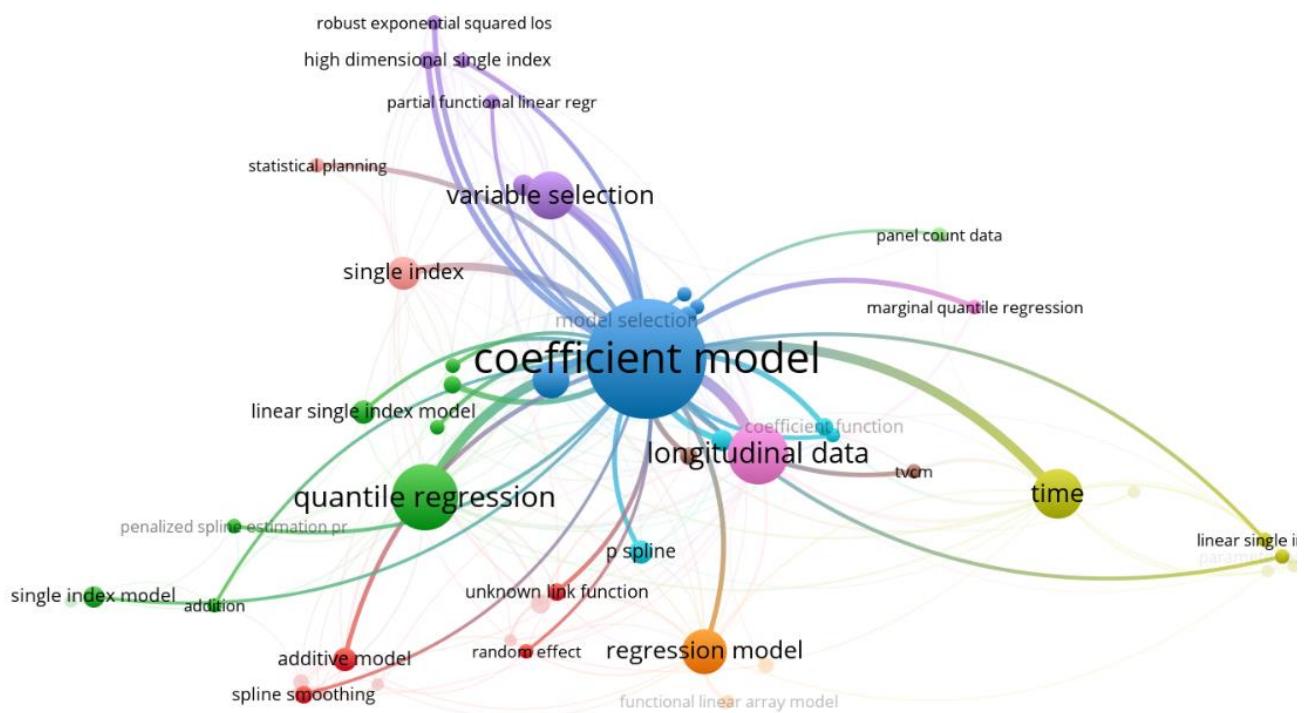 robust exponential squared los
high dimensional single index
partial functional linear regr
statistical planning
variable selection
panel count data
single index
marginal quantile regression
model selection
coefficient model
linear single index model
coefficient function
longitudinal data
tvcm
quantile regression
time
penalized spline estimation pr
linear single in
p spline
paramet
single index model
unknown link function
addition
random effect
regression model
additive model
spline smoothing
functional linear array model